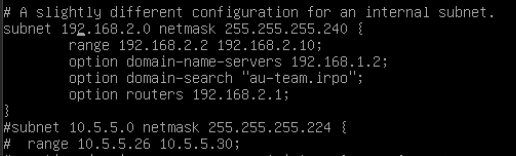 # A slightly different configuration for an internal subnet.
subnet 192.168.2.0 netmask 255.255.255.240 {
        range 192.168.2.2 192.168.2.10;
        option domain-name-servers 192.168.1.2;
        option domain-search "au-team.irpo";
        option routers 192.168.2.1;
}
#subnet 10.5.5.0 netmask 255.255.255.224 {
#  range 10.5.5.26 10.5.5.30;